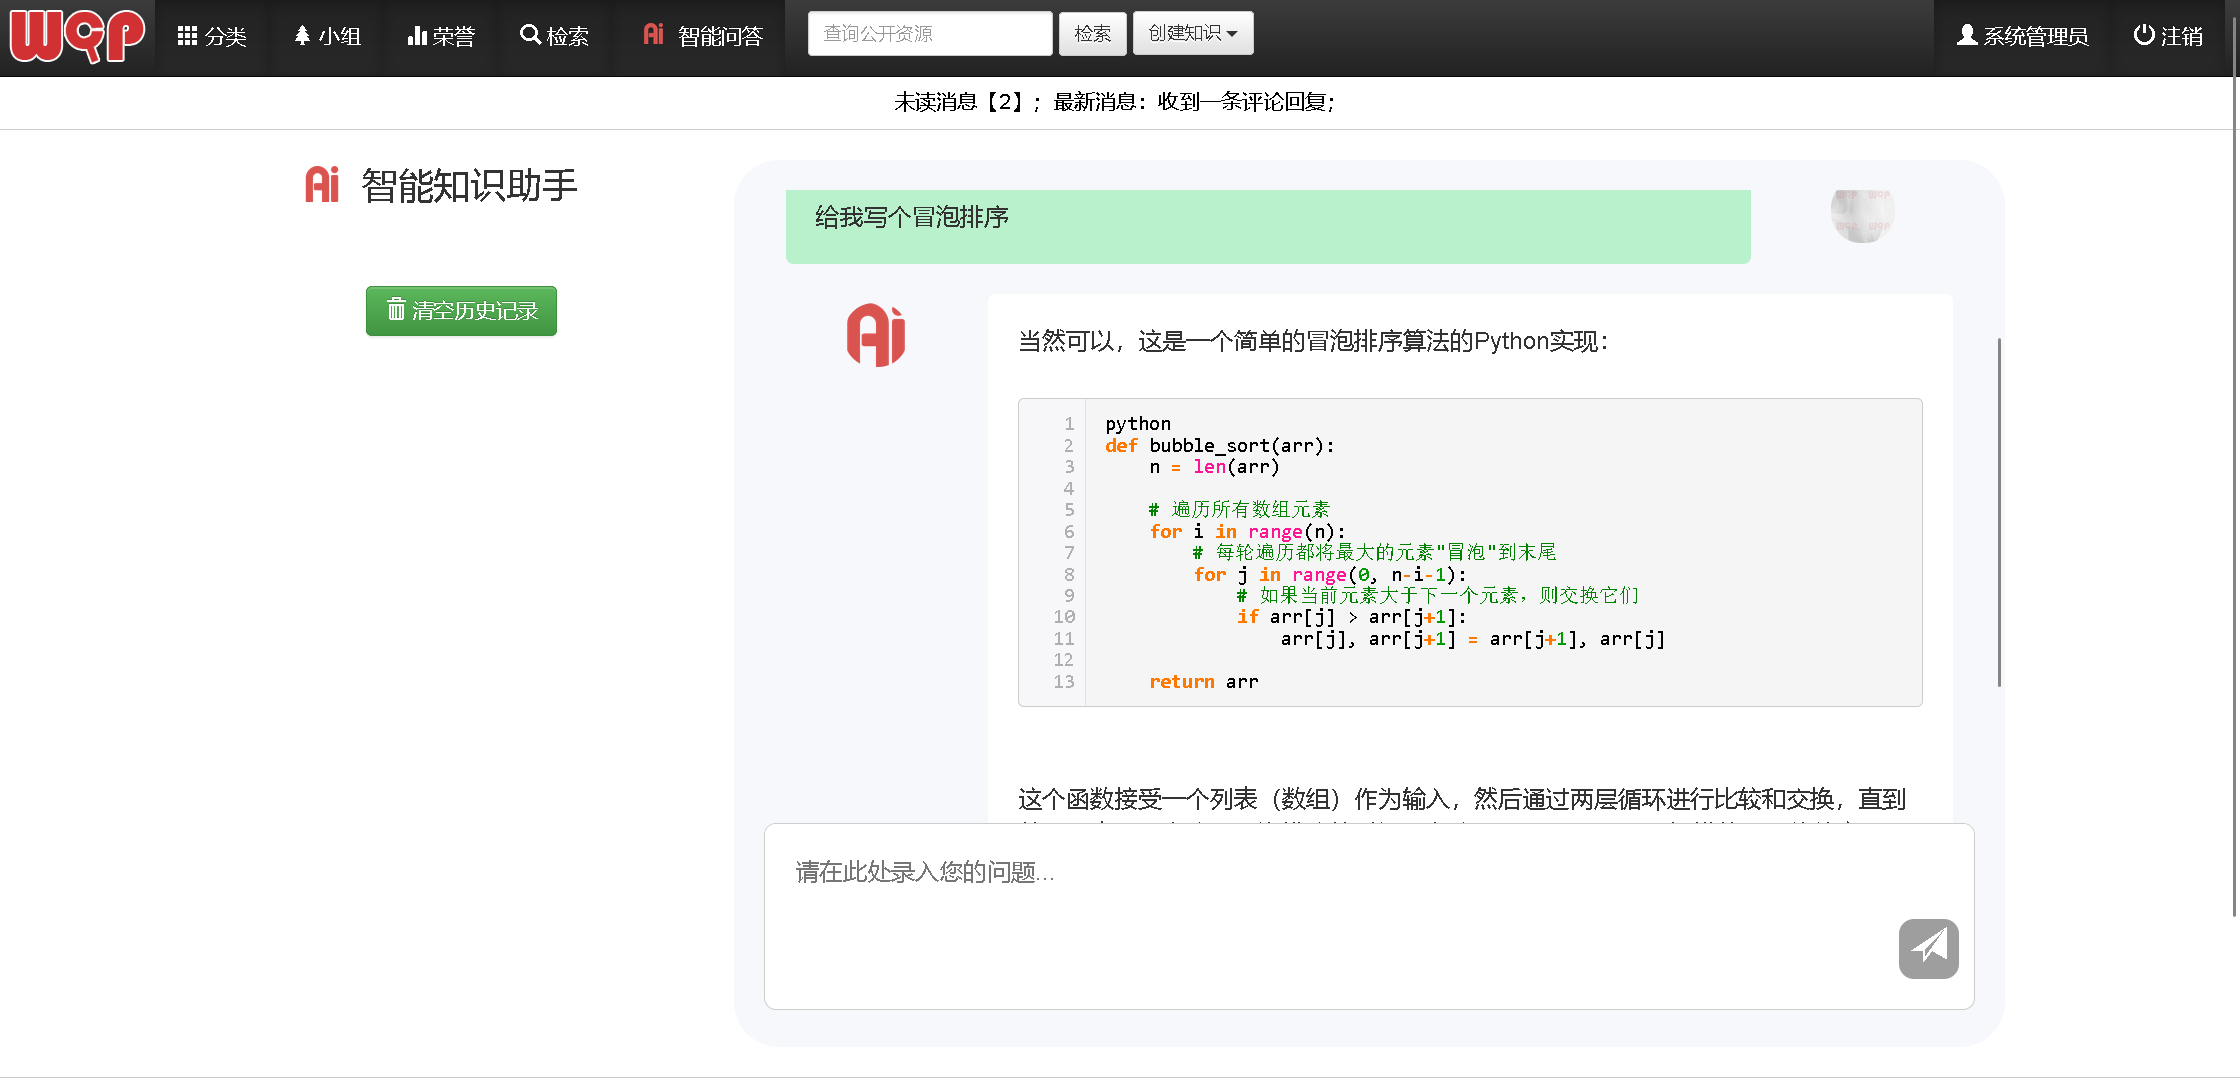 WCP 分类 小组 荣誉 检索 Ai 智能问答 查询公开资源 检索 创建知识 系统管理员 注销
未读消息【2】；最新消息：收到一条评论回复；
Ai 智能知识助手
清空历史记录
给我写个冒泡排序
Ai
当然可以，这是一个简单的冒泡排序算法的Python实现：
1 python
2 def bubble_sort(arr):
3     n = len(arr)
4
5     # 遍历所有数组元素
6     for i in range(n):
7         # 每轮遍历都将最大的元素"冒泡"到末尾
8         for j in range(0, n-i-1):
9             # 如果当前元素大于下一个元素，则交换它们
10             if arr[j] > arr[j+1]:
11                 arr[j], arr[j+1] = arr[j+1], arr[j]
12
13     return arr
这个函数接受一个列表（数组）作为输入，然后通过两层循环进行比较和交换，直到
请在此处录入您的问题...